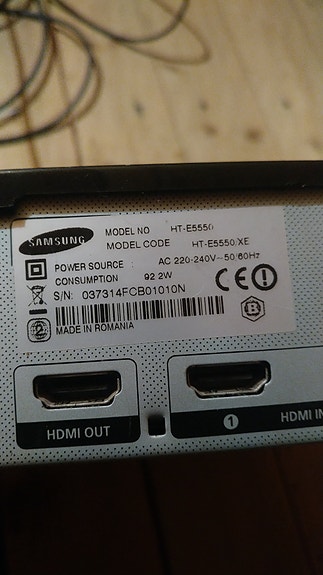 SAMSUNG
MODEL NO HT-E5550
MODEL CODE HT-E5550/XE
POWER SOURCE AC 220-240V~50/60Hz
CONSUMPTION 92.2W
S/N: 037314FCB01010N
MADE IN ROMANIA
HDMI OUT
1 HDMI IN